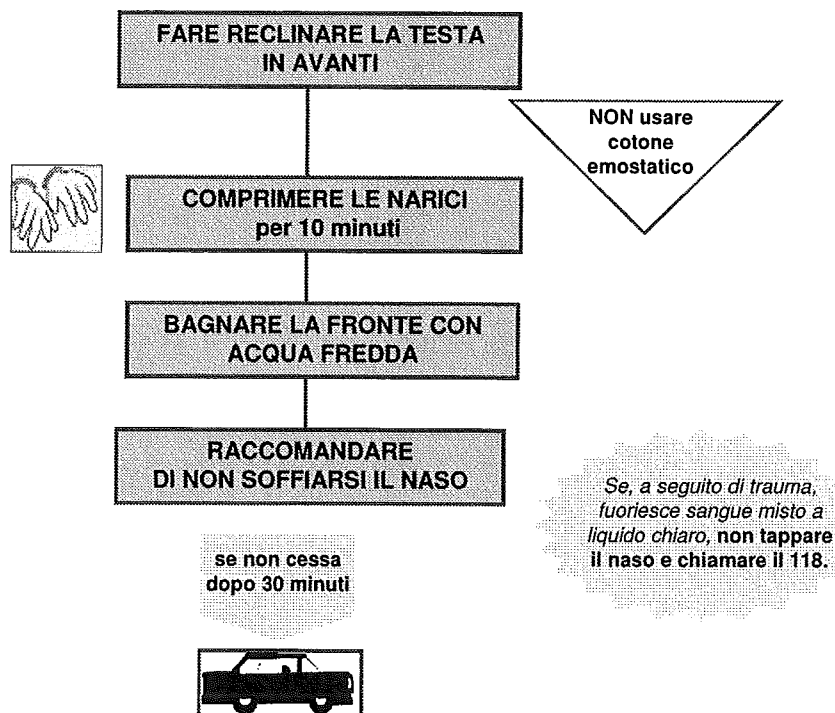 FARE RECLINARE LA TESTA
IN AVANTI
NON usare
cotone
emostatico
COMPRIMERE LE NARICI
per 10 minuti
BAGNARE LA FRONTE CON
ACQUA FREDDA
RACCOMANDARE
DI NON SOFFIARSI IL NASO
Se, a seguito di trauma,
fuoriesce sangue misto a
liquido chiaro, non tappare
il naso e chiamare il 118.
se non cessa
dopo 30 minuti